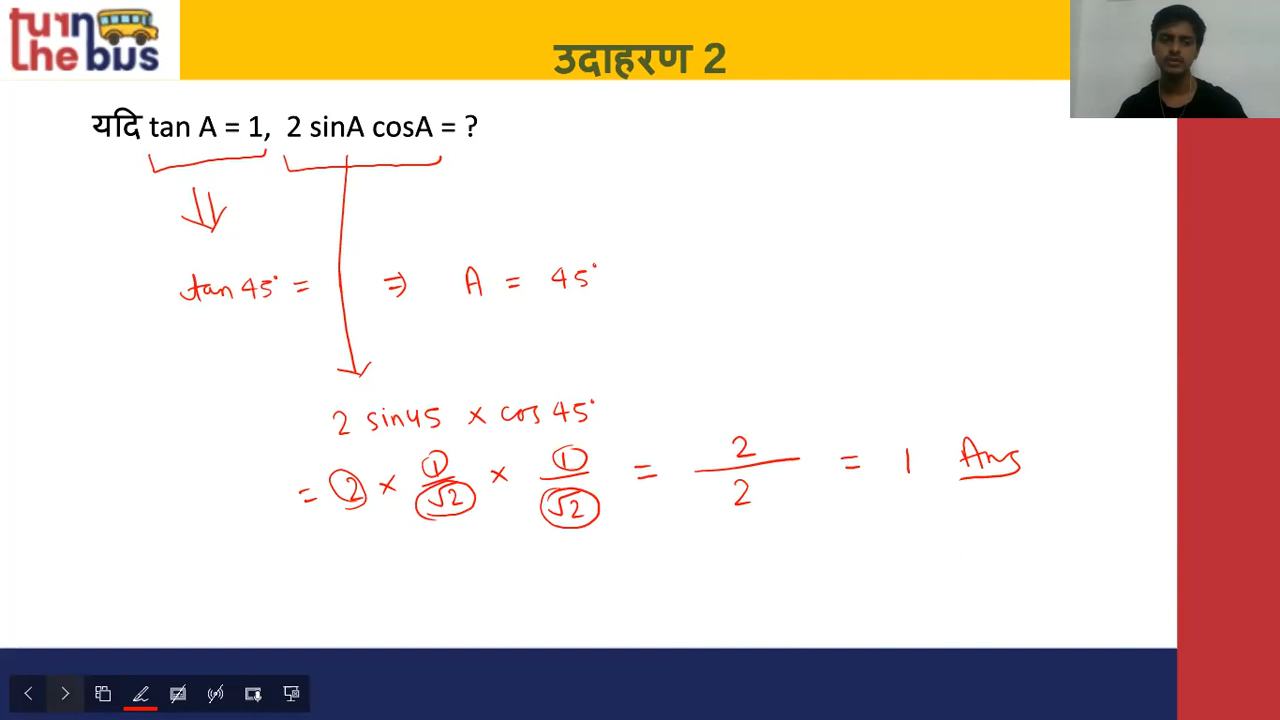 turn
the bus
उदाहरण 2
यदि tan A = 1, 2 sinA cosA = ?
tan 45° = ⇒ A = 45°
2 sin45 × cos 45°
= 2 × 1/√2 × 1/√2 = 2/2 = 1 Ans